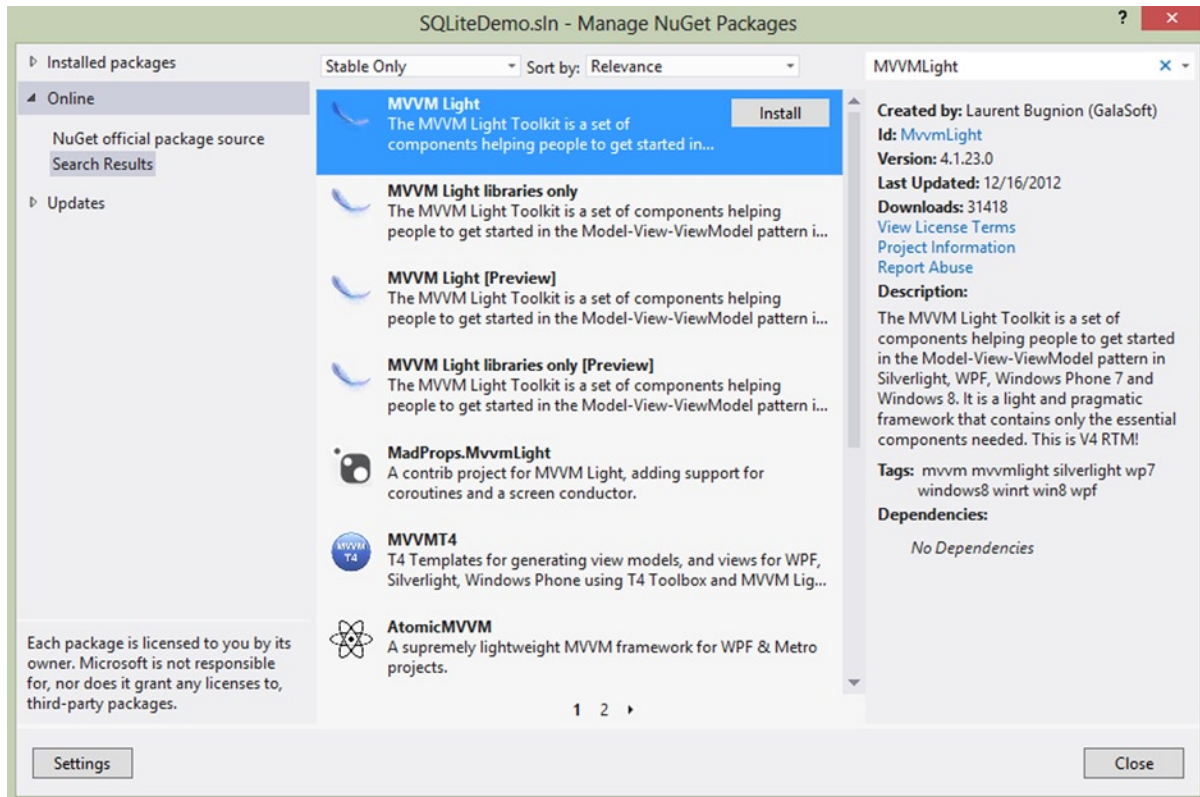 SQLiteDemo.sln - Manage NuGet Packages
?
×
Installed packages
Online
NuGet official package source
Search Results
Updates
Each package is licensed to you by its
owner. Microsoft is not responsible
for, nor does it grant any licenses to,
third-party packages.
Settings
Stable Only
Sort by: Relevance
MVVM Light
The MVVM Light Toolkit is a set of
components helping people to get started in...
Install
MVVM Light libraries only
The MVVM Light Toolkit is a set of components helping
people to get started in the Model-View-ViewModel pattern i...
MVVM Light [Preview]
The MVVM Light Toolkit is a set of components helping
people to get started in the Model-View-ViewModel pattern i...
MVVM Light libraries only [Preview]
The MVVM Light Toolkit is a set of components helping
people to get started in the Model-View-ViewModel pattern i...
MadProps.MvvmLight
A contrib project for MVVM Light, adding support for
coroutines and a screen conductor.
MVVM
T4
MVVMT4
T4 Templates for generating view models, and views for WPF,
Silverlight, Windows Phone using T4 Toolbox and MVVM Lig...
AtomicMVVM
A supremely lightweight MVVM framework for WPF & Metro
projects.
1 2
MVVMLight
Created by: Laurent Bugnion (GalaSoft)
Id: MvvmLight
Version: 4.1.23.0
Last Updated: 12/16/2012
Downloads: 31418
View License Terms
Project Information
Report Abuse
Description:
The MVVM Light Toolkit is a set of
components helping people to get started
in the Model-View-ViewModel pattern in
Silverlight, WPF, Windows Phone 7 and
Windows 8. It is a light and pragmatic
framework that contains only the essential
components needed. This is V4 RTM!
Tags: mvvm mvvmlight silverlight wp7
windows8 winrt win8 wpf
Dependencies:
No Dependencies
Close